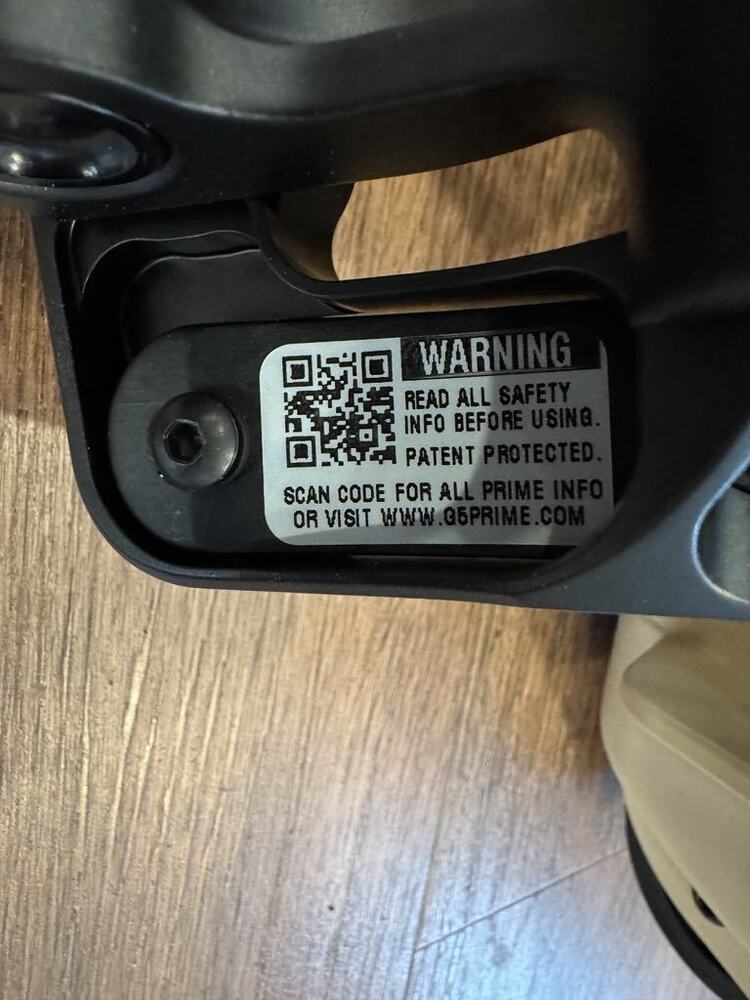 WARNING
READ ALL SAFETY
INFO BEFORE USING.
PATENT PROTECTED.
SCAN CODE FOR ALL PRIME INFO
OR VISIT WWW.G5PRIME.COM